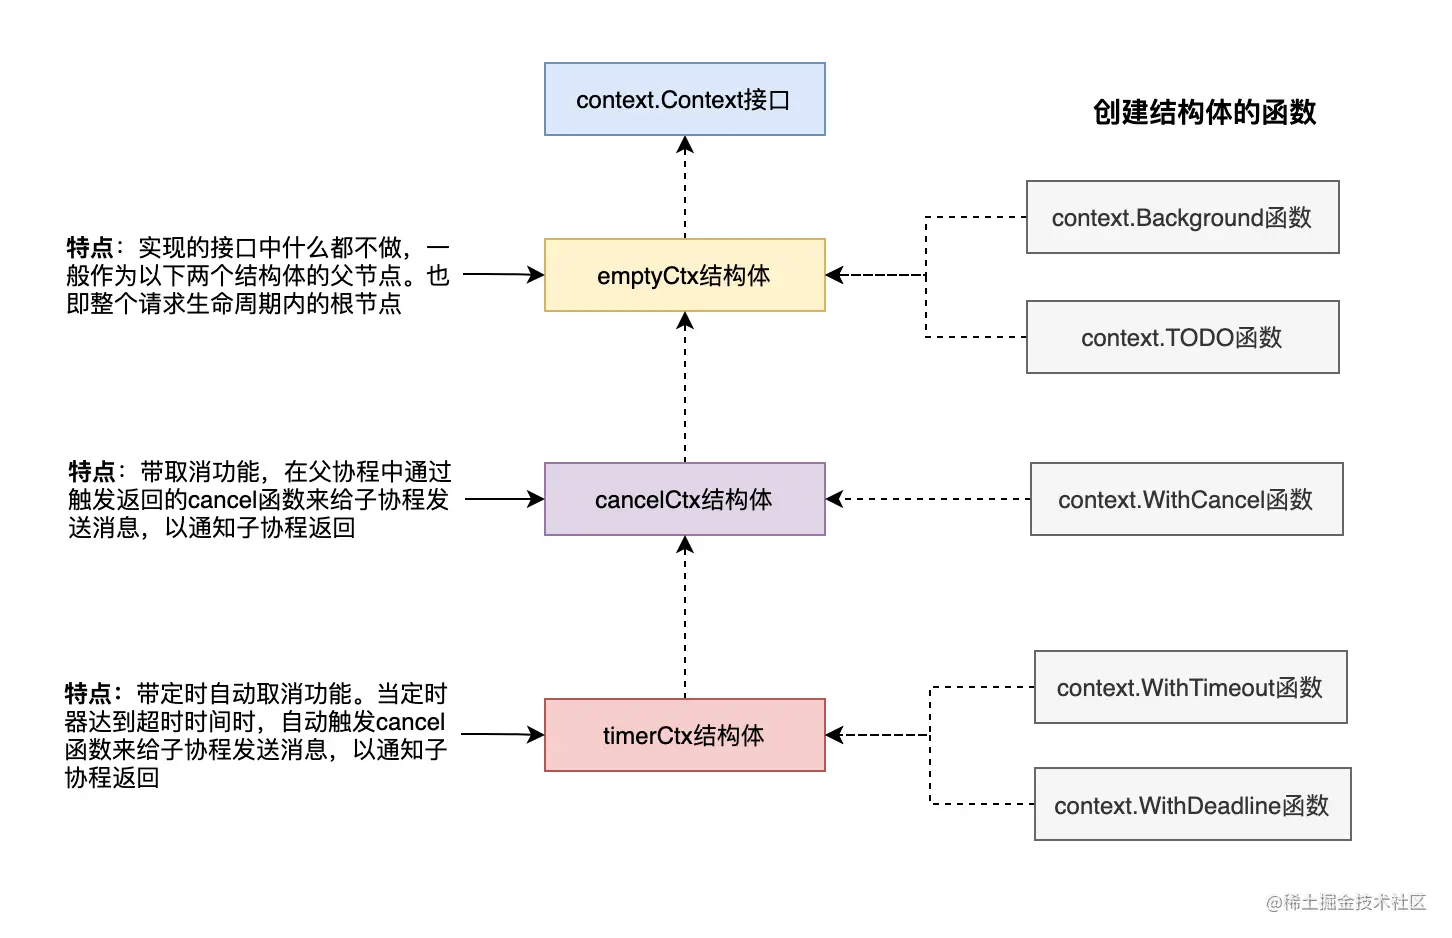 context.Context接口
创建结构体的函数
context.Background函数
特点：实现的接口中什么都不做，一
般作为以下两个结构体的父节点。也
即整个请求生命周期内的根节点
emptyCtx结构体
context.TODO函数
特点：带取消功能，在父协程中通过
触发返回的cancel函数来给子协程发
送消息，以通知子协程返回
cancelCtx结构体
context.WithCancel函数
特点：带定时自动取消功能。当定时
器达到超时时间时，自动触发cancel
函数来给子协程发送消息，以通知子
协程返回
timerCtx结构体
context.WithTimeout函数
context.WithDeadline函数
@稀土掘金技术社区